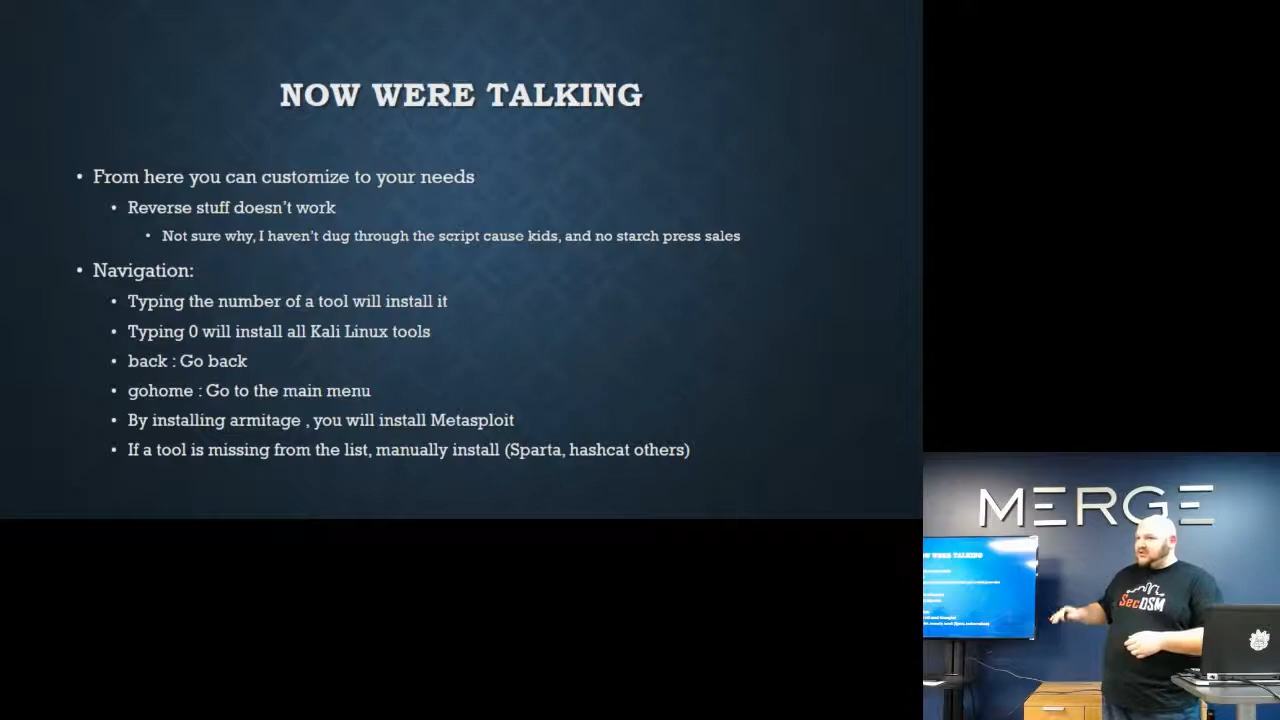 NOW WERE TALKING
• From here you can customize to your needs
• Reverse stuff doesn't work
• Not sure why, I haven't dug through the script cause kids, and no starch press sales
• Navigation:
• Typing the number of a tool will install it
• Typing 0 will install all Kali Linux tools
• back : Go back
• gohome : Go to the main menu
• By installing armitage , you will install Metasploit
• If a tool is missing from the list, manually install (Sparta, hashcat others)
MERGE
NOW WERE TALKING
SecDSM